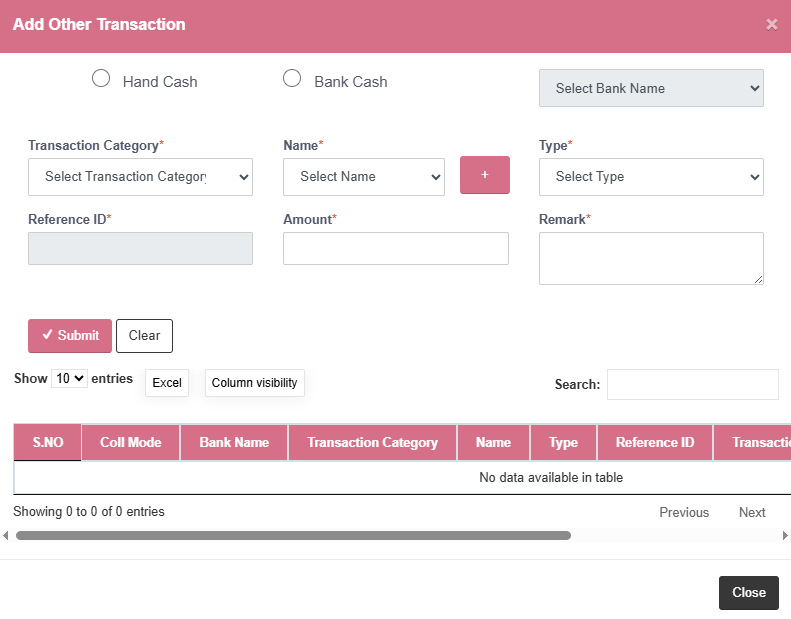 Add Other Transaction ×
Hand Cash Bank Cash Select Bank Name
Transaction Category* Name* Type*
Select Transaction Category Select Name + Select Type
Reference ID* Amount* Remark*
✔ Submit Clear
Show 10 entries Excel Column visibility Search:
S.NO Coll Mode Bank Name Transaction Category Name Type Reference ID Transactio
No data available in table
Showing 0 to 0 of 0 entries Previous Next
Close